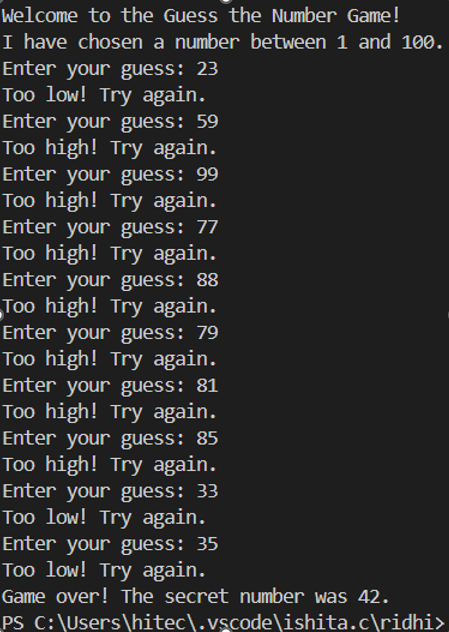 Welcome to the Guess the Number Game!
I have chosen a number between 1 and 100.
Enter your guess: 23
Too low! Try again.
Enter your guess: 59
Too high! Try again.
Enter your guess: 99
Too high! Try again.
Enter your guess: 77
Too high! Try again.
Enter your guess: 88
Too high! Try again.
Enter your guess: 79
Too high! Try again.
Enter your guess: 81
Too high! Try again.
Enter your guess: 85
Too high! Try again.
Enter your guess: 33
Too low! Try again.
Enter your guess: 35
Too low! Try again.
Game over! The secret number was 42.
PS C:\Users\hitec\.vscode\ishita.c\ridhi>